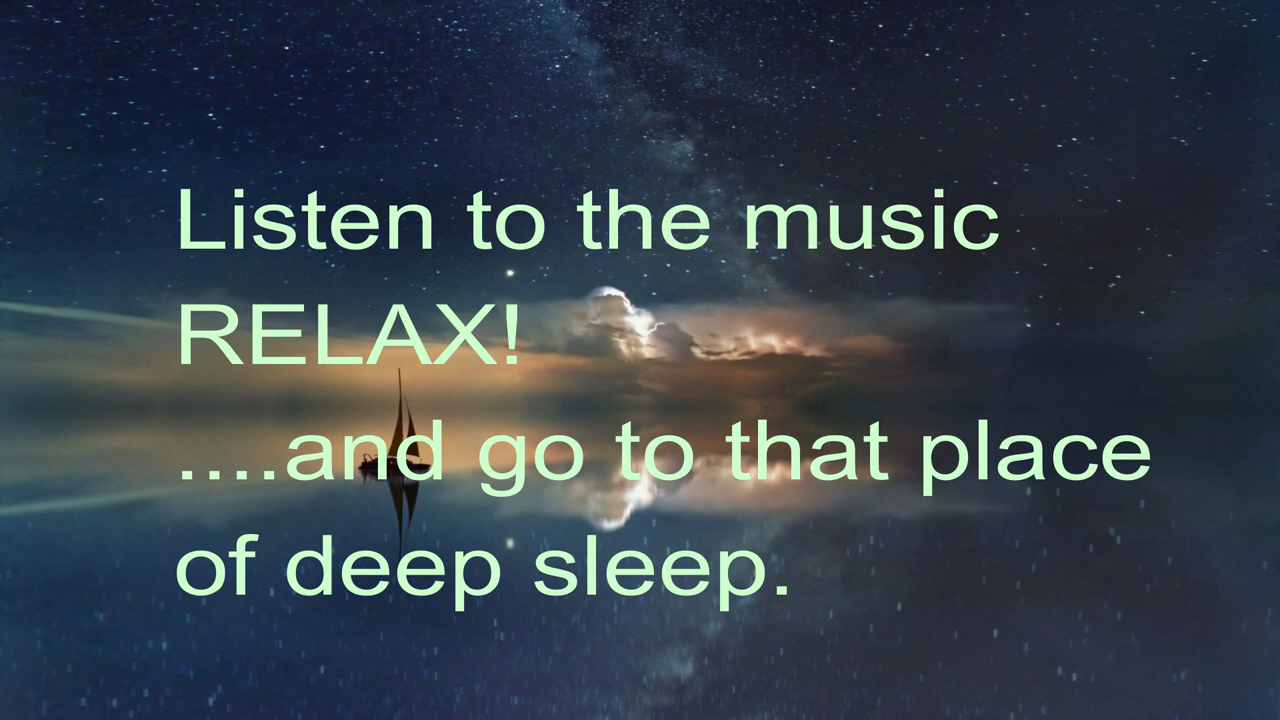 Listen to the music
RELAX!
....and go to that place
of deep sleep.